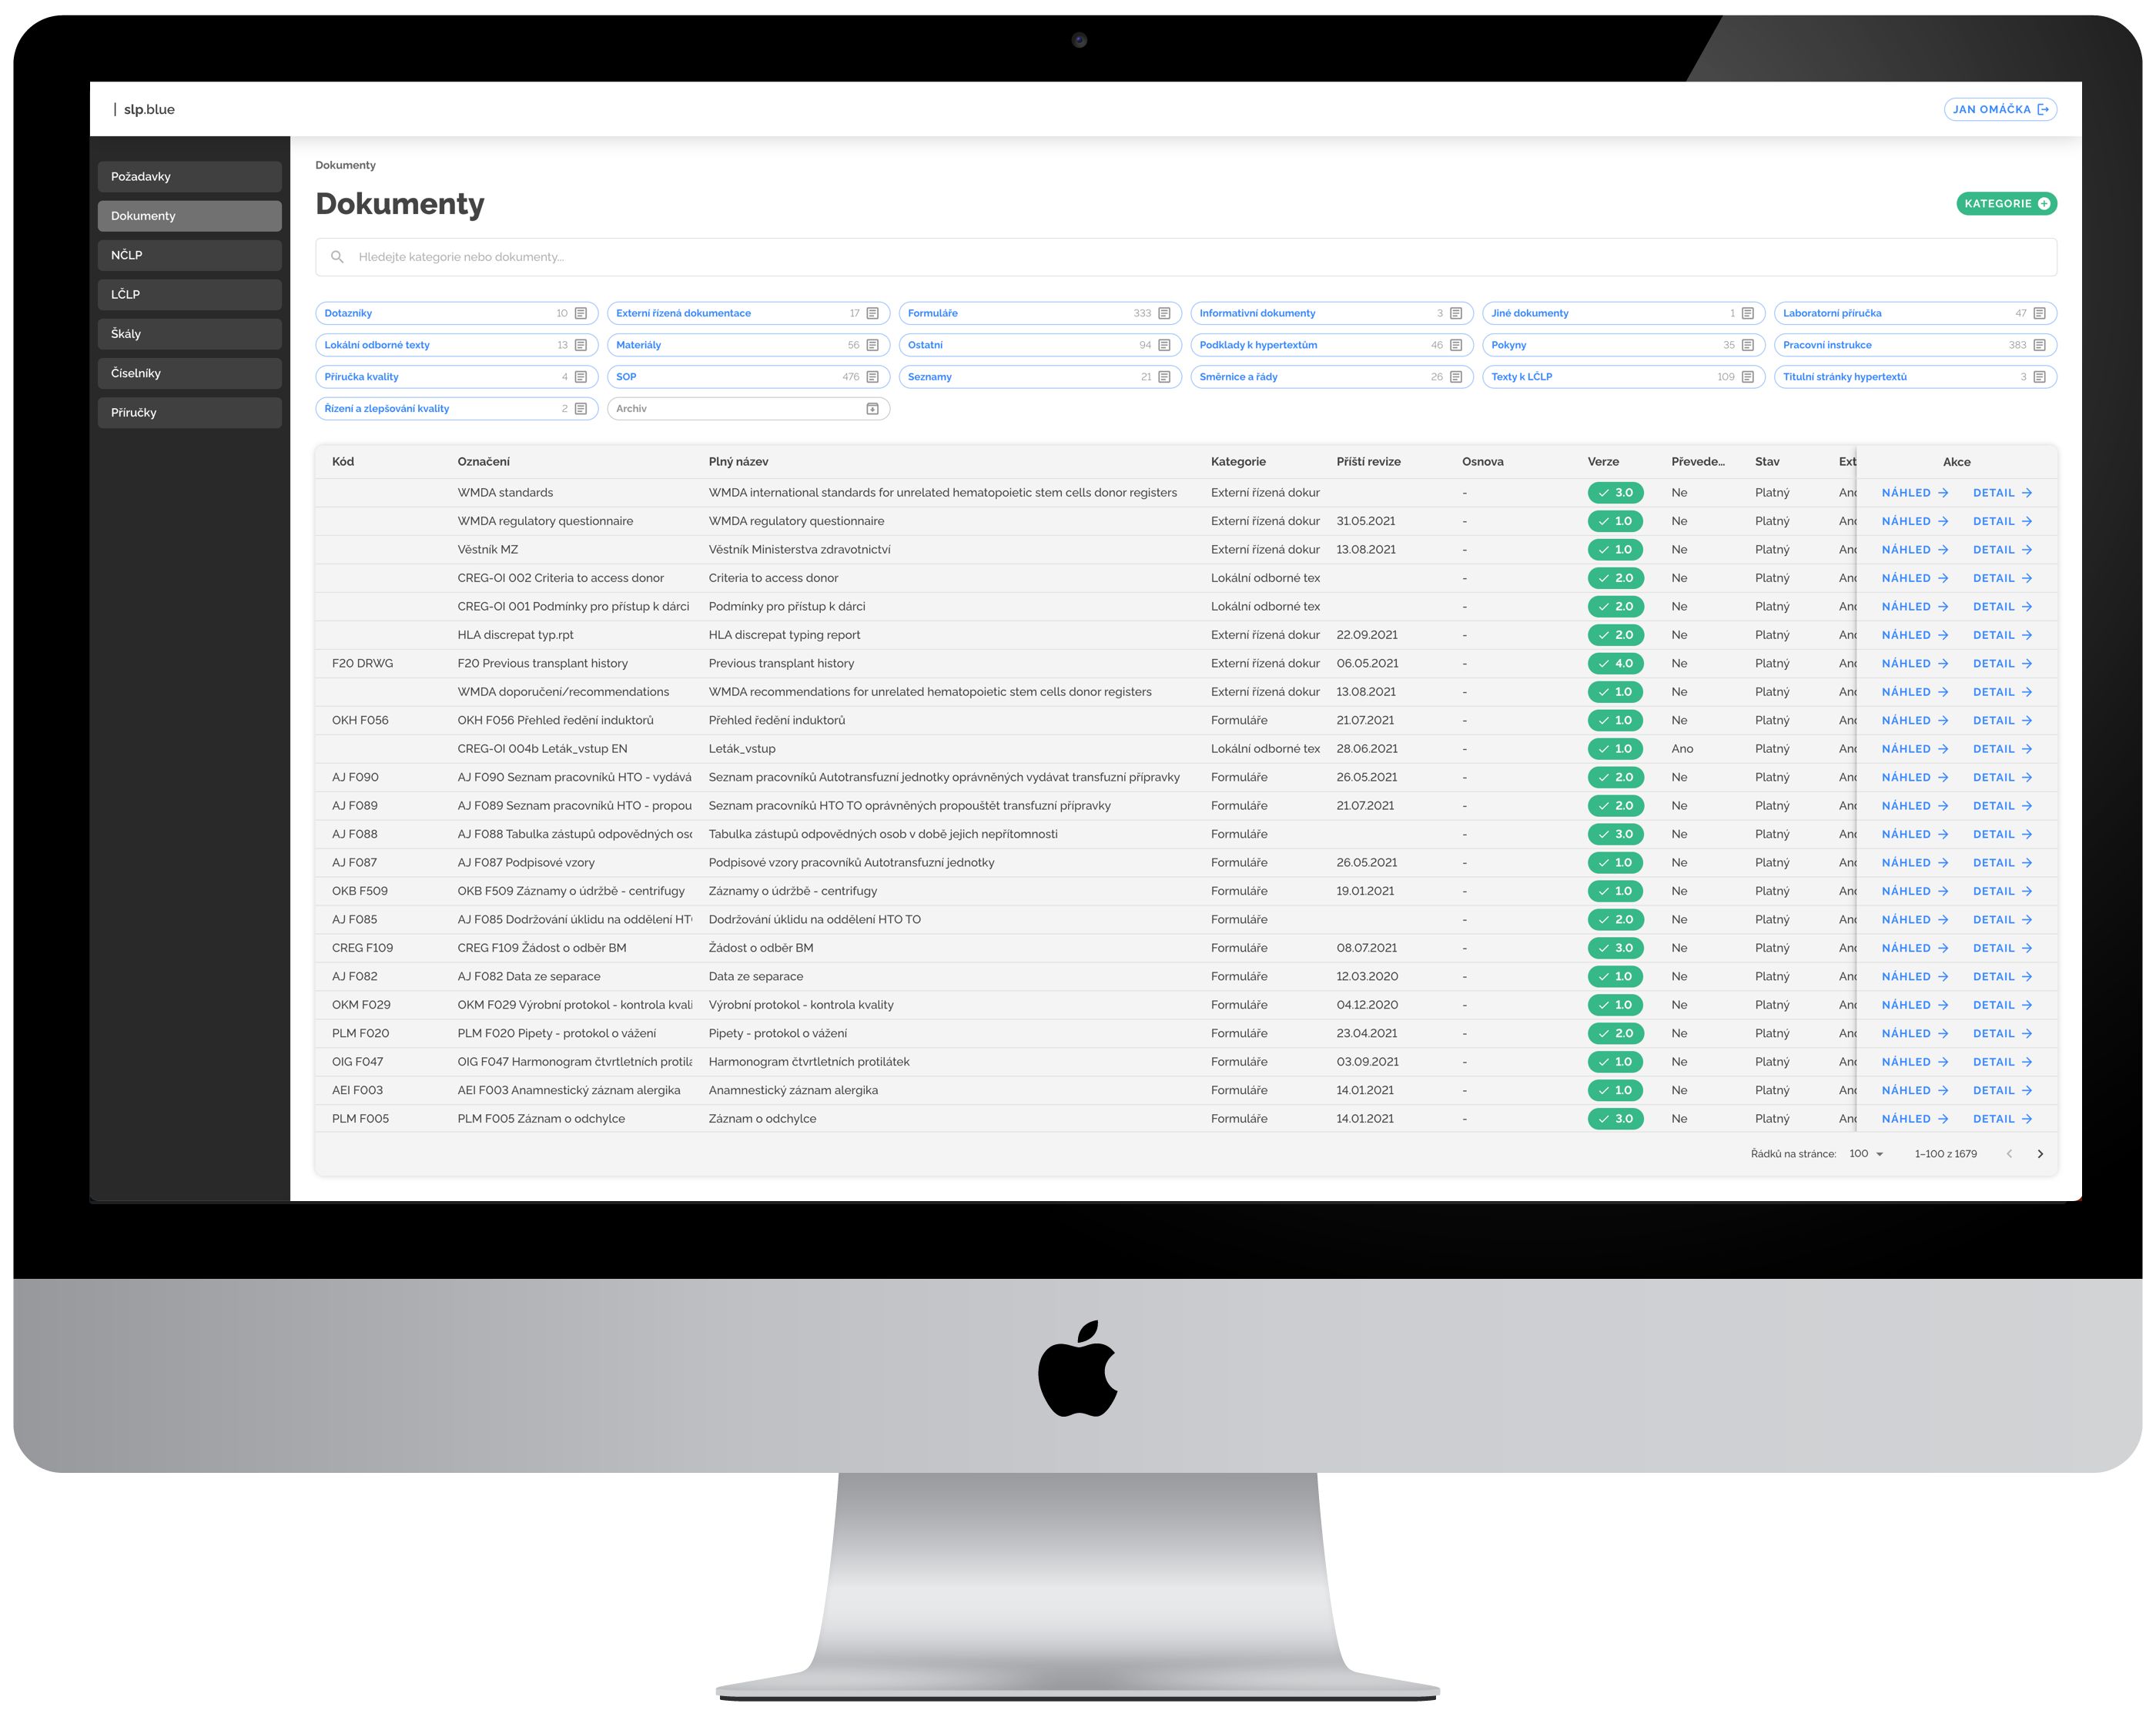 | slp.blue
JAN OMÁČKA
Požadavky
Dokumenty
NČLP
LČLP
Škály
Číselníky
Příručky
Dokumenty
Dokumenty
KATEGORIE
Hledejte kategorie nebo dokumenty...
Dotazníky 10 Externí řízená dokumentace 17 Formuláře 333 Informativní dokumenty 3 Jiné dokumenty 1 Laboratorní příručka 47
Lokální odborné texty 13 Materiály 56 Ostatní 94 Podklady k hypertextům 46 Pokyny 35 Pracovní instrukce 383
Příručka kvality 4 SOP 476 Seznamy 21 Směrnice a řády 26 Texty k LČLP 109 Titulní stránky hypertextů 3
Řízení a zlepšování kvality 2 Archiv
Kód Označení Plný název Kategorie Příští revize Osnova Verze Převede... Stav Ext Akce
WMDA standards WMDA international standards for unrelated hematopoietic stem cells donor registers Externí řízená dokur - 3.0 Ne Platný Ano NÁHLED DETAIL
WMDA regulatory questionnaire WMDA regulatory questionnaire Externí řízená dokur 31.05.2021 - 1.0 Ne Platný Ano NÁHLED DETAIL
Věstník MZ Věstník Ministerstva zdravotnictví Externí řízená dokur 13.08.2021 - 1.0 Ne Platný Ano NÁHLED DETAIL
CREG-OI 002 Criteria to access donor Criteria to access donor Lokální odborné tex - 2.0 Ne Platný Ano NÁHLED DETAIL
CREG-OI 001 Podmínky pro přístup k dárci Podmínky pro přístup k dárci Lokální odborné tex - 2.0 Ne Platný Ano NÁHLED DETAIL
HLA discrepat typ.rpt HLA discrepat typing report Externí řízená dokur 22.09.2021 - 2.0 Ne Platný Ano NÁHLED DETAIL
F20 DRWG F20 Previous transplant history Previous transplant history Externí řízená dokur 06.05.2021 - 4.0 Ne Platný Ano NÁHLED DETAIL
WMDA doporučení/recommendations WMDA recommendations for unrelated hematopoietic stem cells donor registers Externí řízená dokur 13.08.2021 - 1.0 Ne Platný Ano NÁHLED DETAIL
OKH F056 OKH F056 Přehled ředění induktorů Přehled ředění induktorů Formuláře 21.07.2021 - 1.0 Ne Platný Ano NÁHLED DETAIL
CREG-OI 004b Leták_vstup EN Leták_vstup Lokální odborné tex 28.06.2021 - 1.0 Ano Platný Ano NÁHLED DETAIL
AJ F090 AJ F090 Seznam pracovníků HTO - vydává Seznam pracovníků Autotransfuzní jednotky oprávněných vydávat transfuzní přípravky Formuláře 26.05.2021 - 2.0 Ne Platný Ano NÁHLED DETAIL
AJ F089 AJ F089 Seznam pracovníků HTO - propou Seznam pracovníků HTO TO oprávněných propouštět transfuzní přípravky Formuláře 21.07.2021 - 2.0 Ne Platný Ano NÁHLED DETAIL
AJ F088 AJ F088 Tabulka zástupů odpovědných oso Tabulka zástupů odpovědných osob v době jejich nepřítomnosti Formuláře - 3.0 Ne Platný Ano NÁHLED DETAIL
AJ F087 AJ F087 Podpisové vzory Podpisové vzory pracovníků Autotransfuzní jednotky Formuláře 26.05.2021 - 1.0 Ne Platný Ano NÁHLED DETAIL
OKB F509 OKB F509 Záznamy o údržbě - centrifugy Záznamy o údržbě - centrifugy Formuláře 19.01.2021 - 1.0 Ne Platný Ano NÁHLED DETAIL
AJ F085 AJ F085 Dodržování úklidu na oddělení HT Dodržování úklidu na oddělení HTO TO Formuláře - 2.0 Ne Platný Ano NÁHLED DETAIL
CREG F109 CREG F109 Žádost o odběr BM Žádost o odběr BM Formuláře 08.07.2021 - 3.0 Ne Platný Ano NÁHLED DETAIL
AJ F082 AJ F082 Data ze separace Data ze separace Formuláře 12.03.2020 - 1.0 Ne Platný Ano NÁHLED DETAIL
OKM F029 OKM F029 Výrobní protokol - kontrola kvali Výrobní protokol - kontrola kvality Formuláře 04.12.2020 - 1.0 Ne Platný Ano NÁHLED DETAIL
PLM F020 PLM F020 Pipety - protokol o vážení Pipety - protokol o vážení Formuláře 23.04.2021 - 2.0 Ne Platný Ano NÁHLED DETAIL
OIG F047 OIG F047 Harmonogram čtvrtletních protilá Harmonogram čtvrtletních protilátek Formuláře 03.09.2021 - 1.0 Ne Platný Ano NÁHLED DETAIL
AEI F003 AEI F003 Anamnestický záznam alergika Anamnestický záznam alergika Formuláře 14.01.2021 - 1.0 Ne Platný Ano NÁHLED DETAIL
PLM F005 PLM F005 Záznam o odchylce Záznam o odchylce Formuláře 14.01.2021 - 3.0 Ne Platný Ano NÁHLED DETAIL
Řádků na stránce: 100 1–100 z 1679